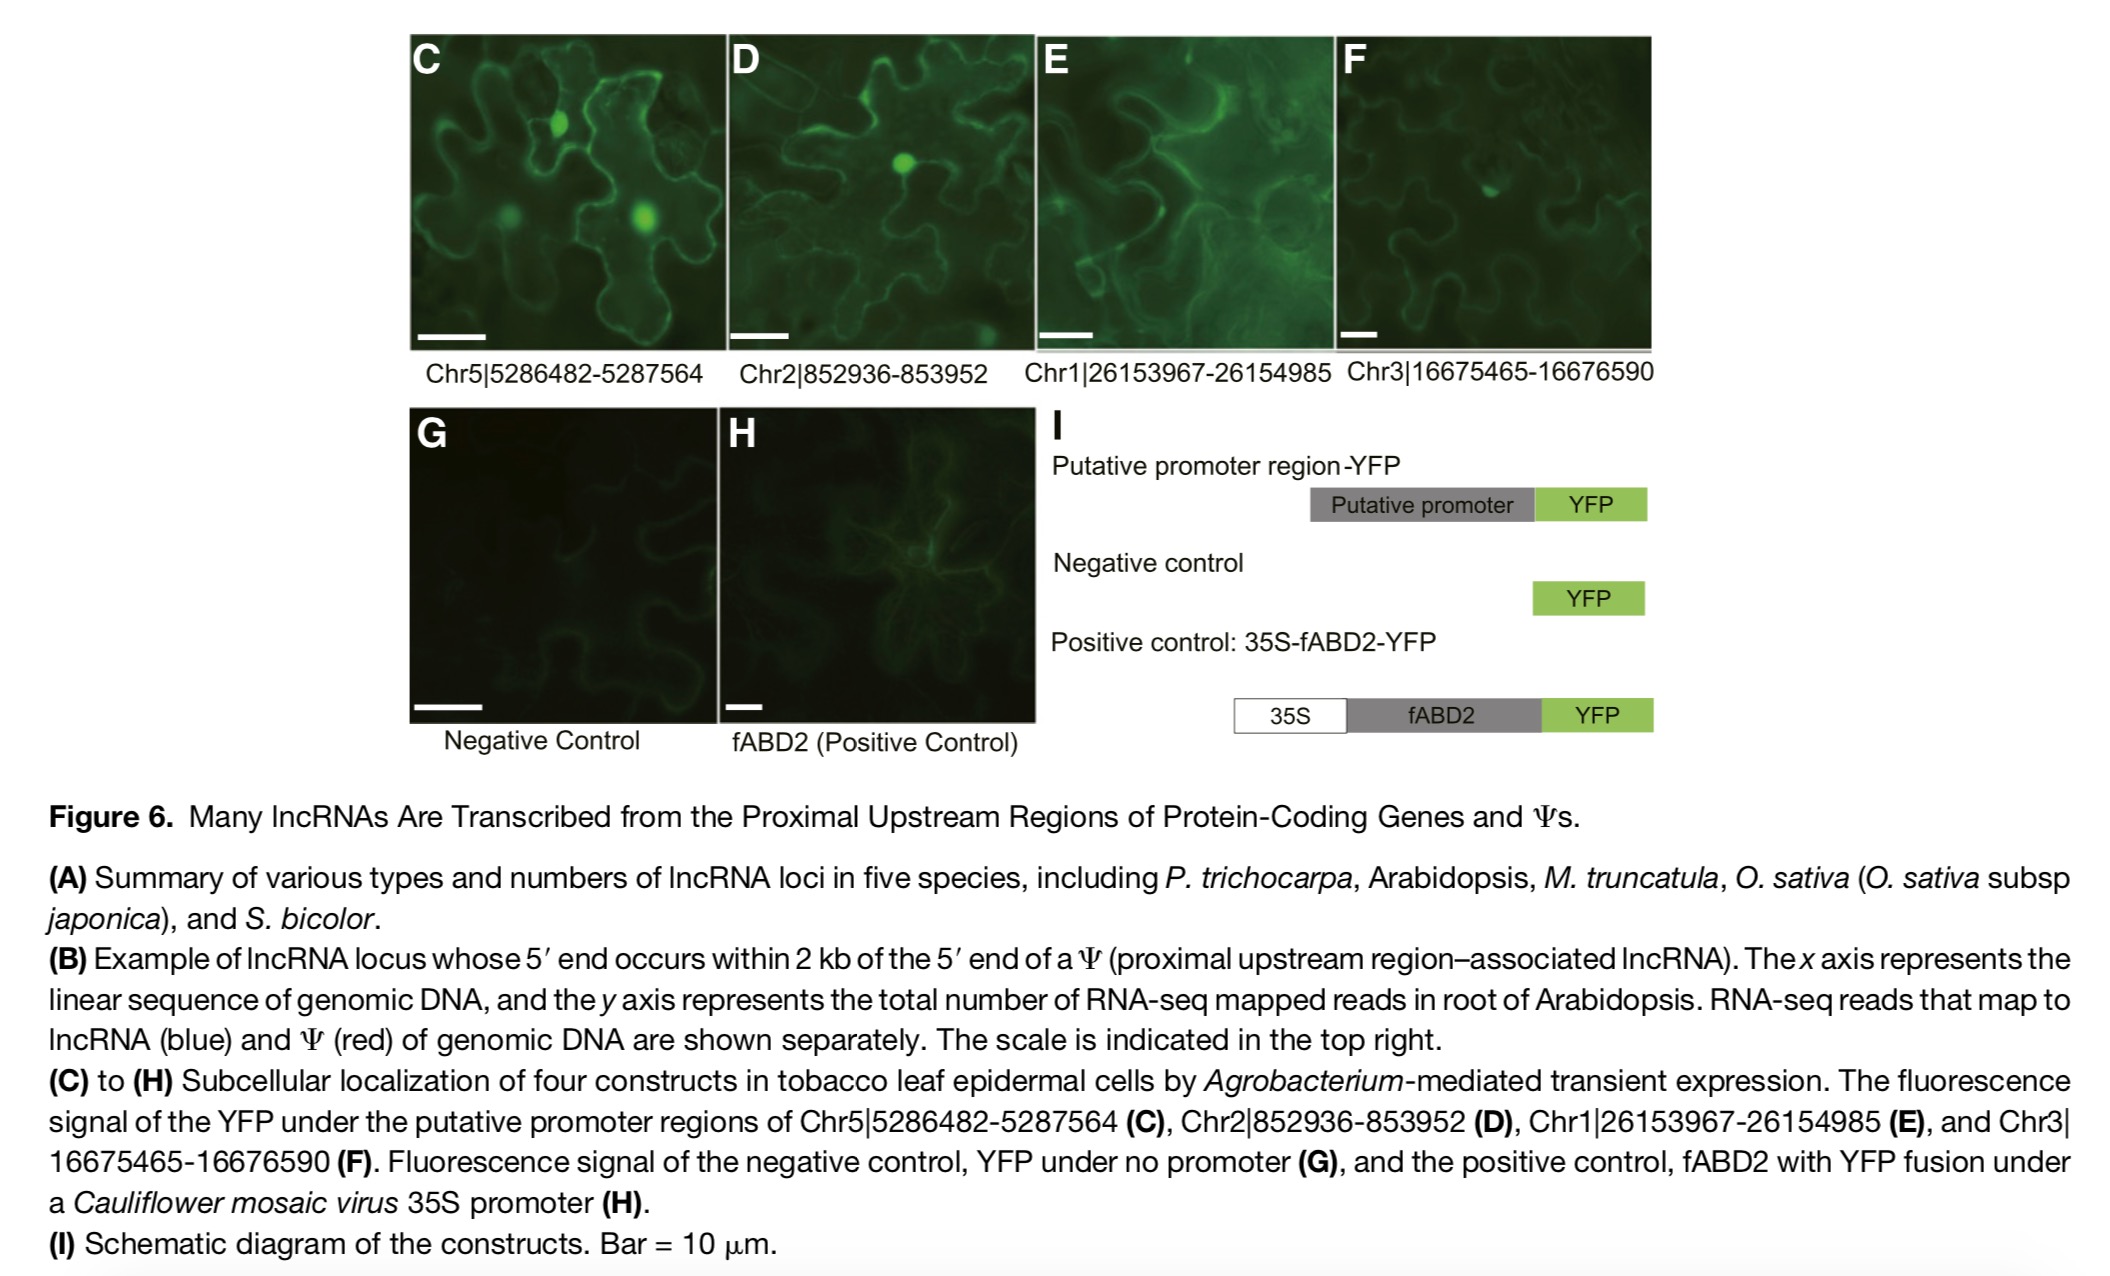 C D E F
Chr5|5286482-5287564 Chr2|852936-853952 Chr1|26153967-26154985 Chr3|16675465-16676590
G H I
Putative promoter region-YFP
Putative promoter YFP
Negative control
YFP
Positive control: 35S-fABD2-YFP
35S fABD2 YFP
Negative Control fABD2 (Positive Control)
Figure 6. Many lncRNAs Are Transcribed from the Proximal Upstream Regions of Protein-Coding Genes and Ψs.
(A) Summary of various types and numbers of lncRNA loci in five species, including P. trichocarpa, Arabidopsis, M. truncatula, O. sativa (O. sativa subsp
japonica), and S. bicolor.
(B) Example of lncRNA locus whose 5′ end occurs within 2 kb of the 5′ end of a Ψ (proximal upstream region–associated lncRNA). The x axis represents the
linear sequence of genomic DNA, and the y axis represents the total number of RNA-seq mapped reads in root of Arabidopsis. RNA-seq reads that map to
lncRNA (blue) and Ψ (red) of genomic DNA are shown separately. The scale is indicated in the top right.
(C) to (H) Subcellular localization of four constructs in tobacco leaf epidermal cells by Agrobacterium-mediated transient expression. The fluorescence
signal of the YFP under the putative promoter regions of Chr5|5286482-5287564 (C), Chr2|852936-853952 (D), Chr1|26153967-26154985 (E), and Chr3|
16675465-16676590 (F). Fluorescence signal of the negative control, YFP under no promoter (G), and the positive control, fABD2 with YFP fusion under
a Cauliflower mosaic virus 35S promoter (H).
(I) Schematic diagram of the constructs. Bar = 10 μm.